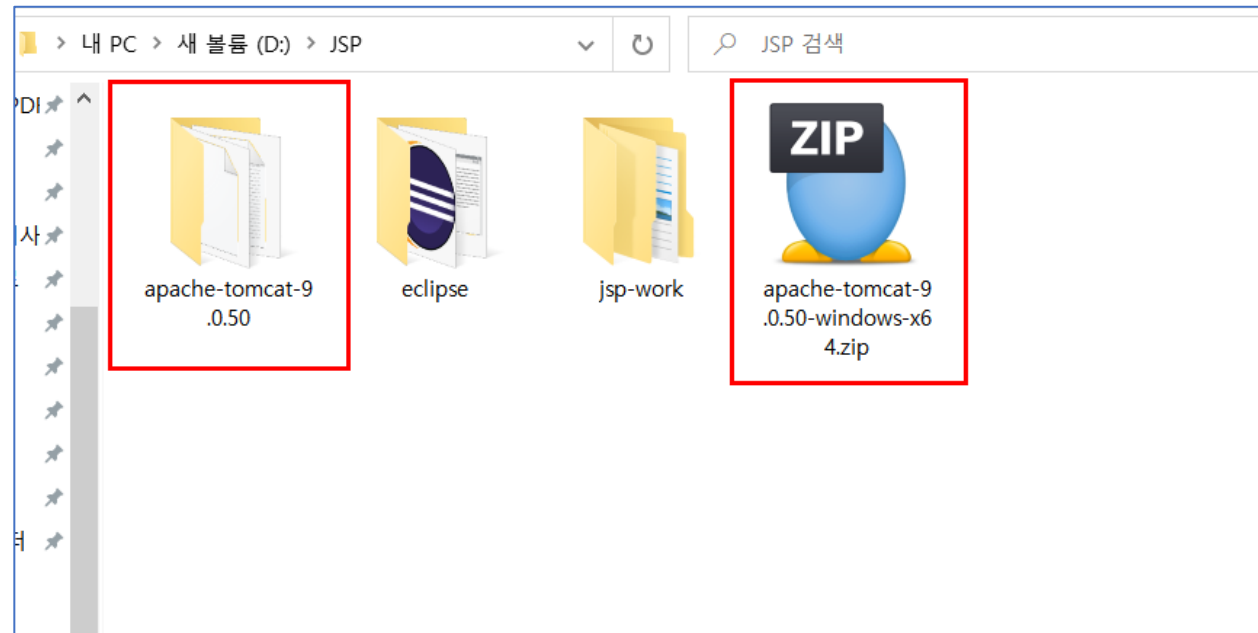 > 내 PC > 새 볼륨 (D:) > JSP
JSP 검색
apache-tomcat-9
.0.50
eclipse
jsp-work
ZIP
apache-tomcat-9
.0.50-windows-x6
4.zip